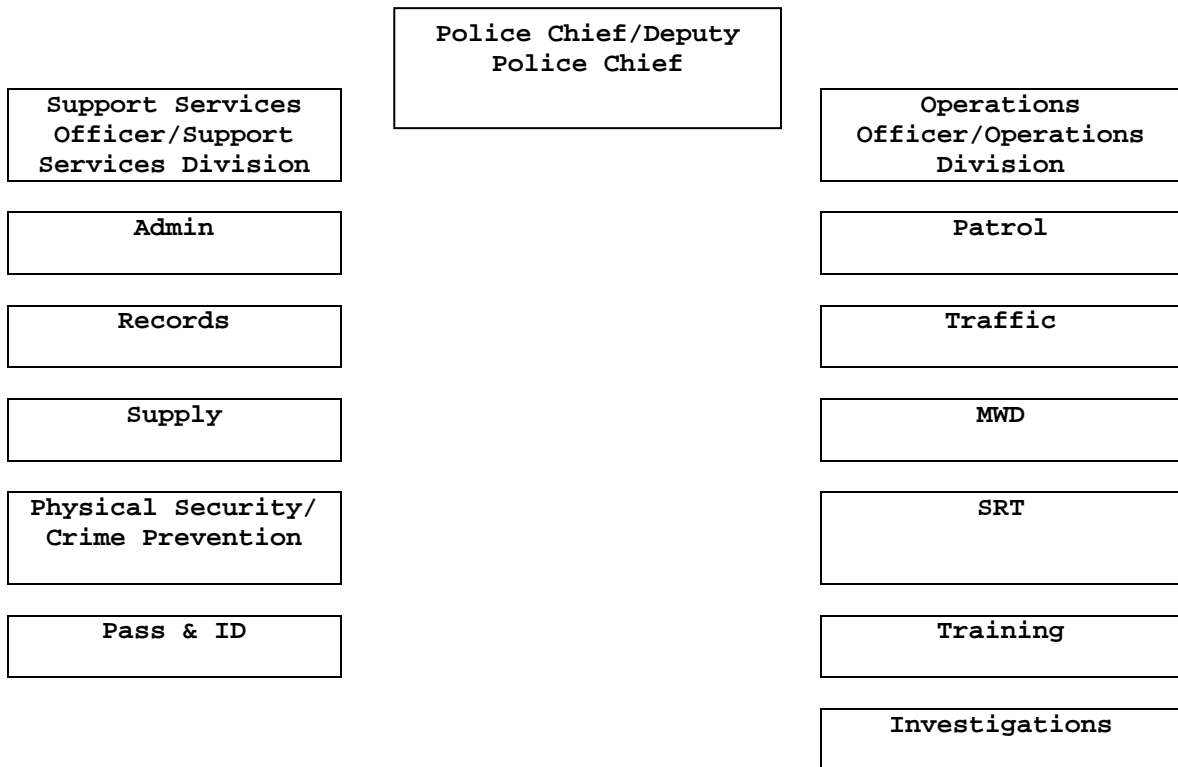 Police Chief/Deputy
Police Chief
Support Services
Officer/Support
Services Division
Operations
Officer/Operations
Division
Admin
Patrol
Records
Traffic
Supply
MWD
Physical Security/
Crime Prevention
SRT
Pass & ID
Training
Investigations